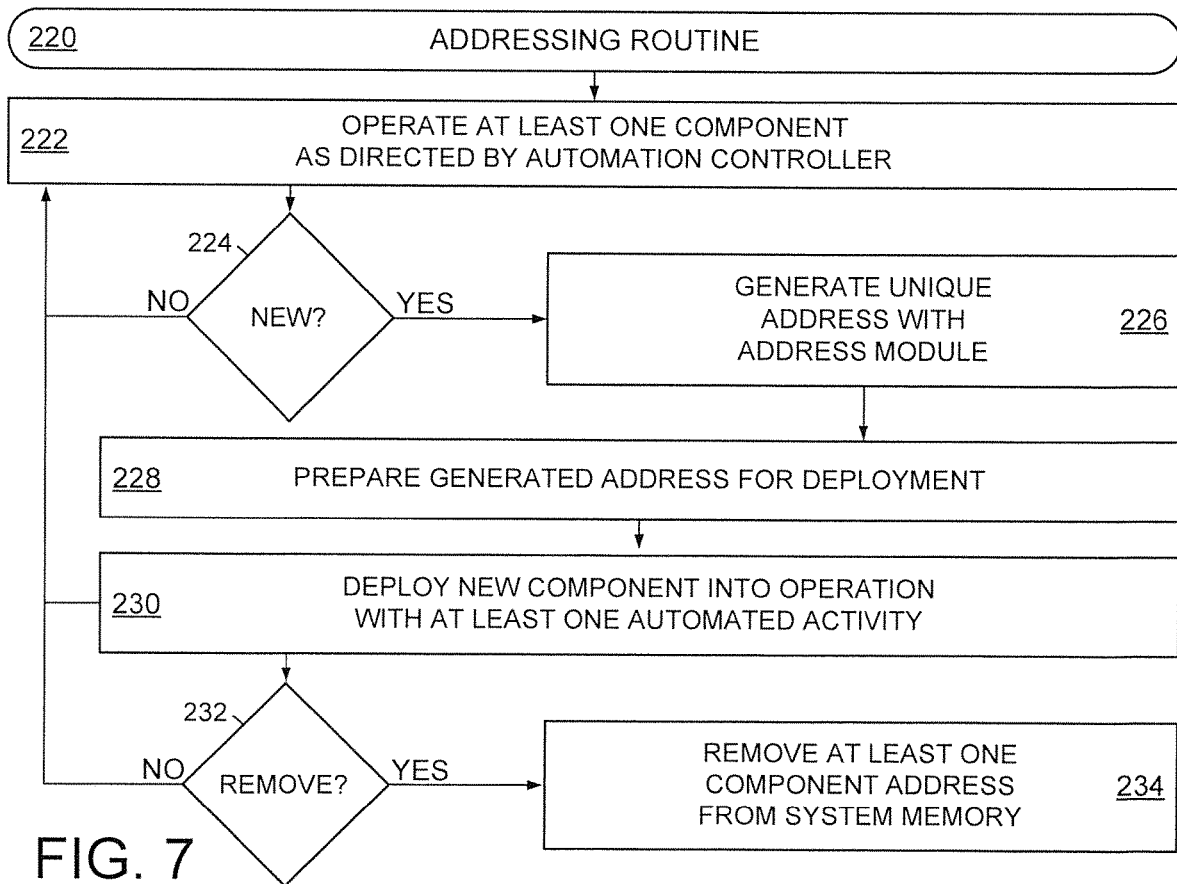 220 ADDRESSING ROUTINE
222 OPERATE AT LEAST ONE COMPONENT
AS DIRECTED BY AUTOMATION CONTROLLER
224
NO NEW? YES
GENERATE UNIQUE
ADDRESS WITH
ADDRESS MODULE
226
228 PREPARE GENERATED ADDRESS FOR DEPLOYMENT
230 DEPLOY NEW COMPONENT INTO OPERATION
WITH AT LEAST ONE AUTOMATED ACTIVITY
232
NO REMOVE? YES
REMOVE AT LEAST ONE
COMPONENT ADDRESS
FROM SYSTEM MEMORY
234
FIG. 7